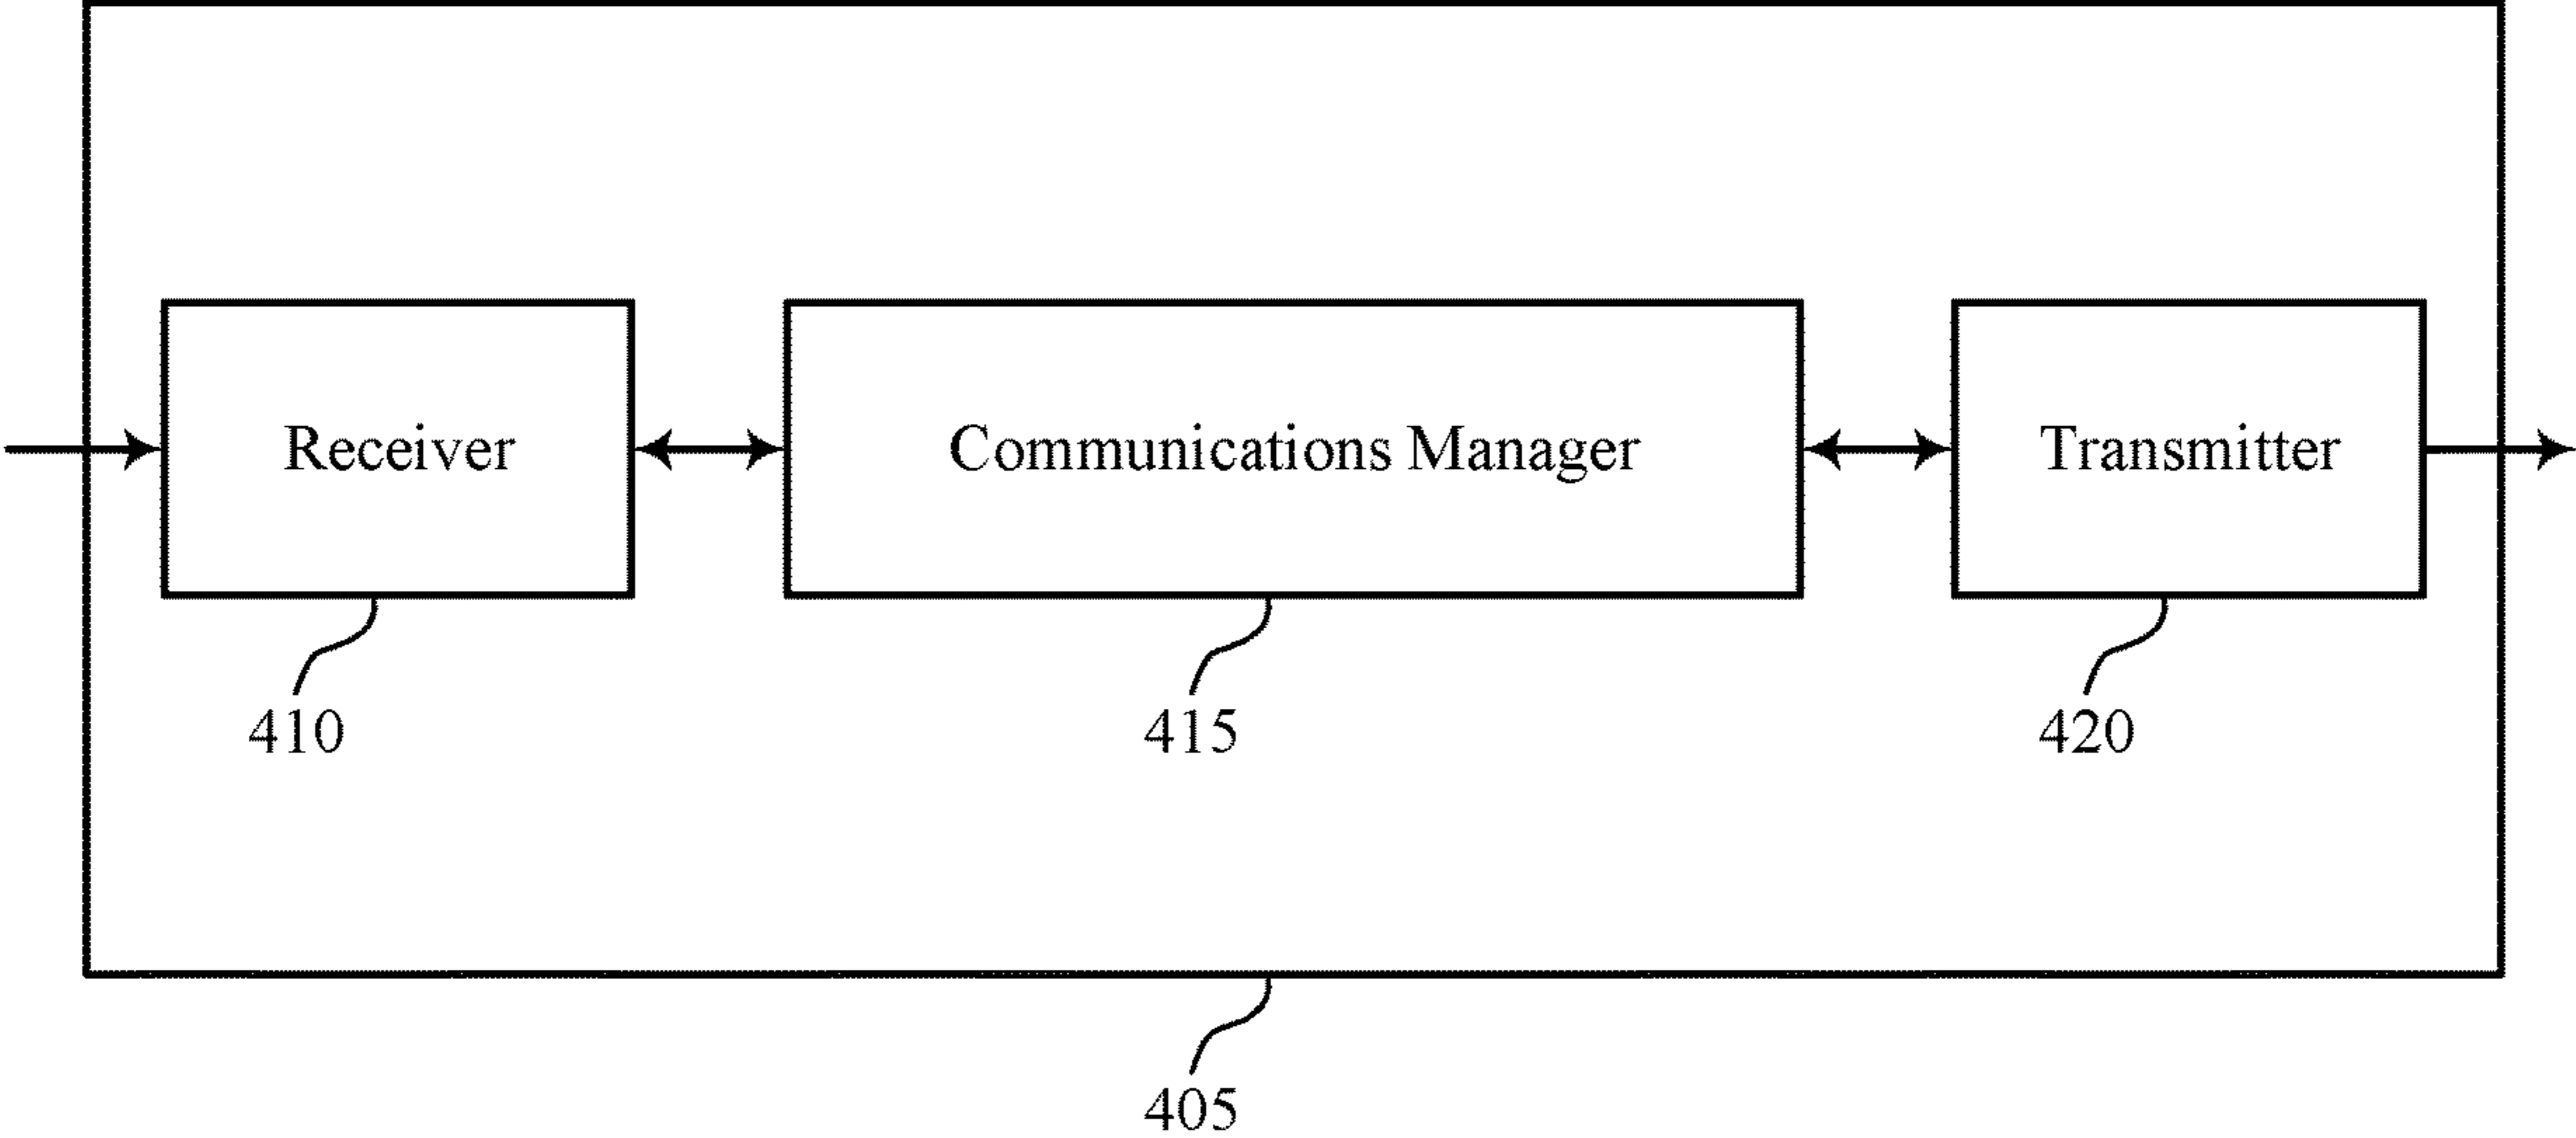 Receiver
Communications Manager
Transmitter
410
415
420
405